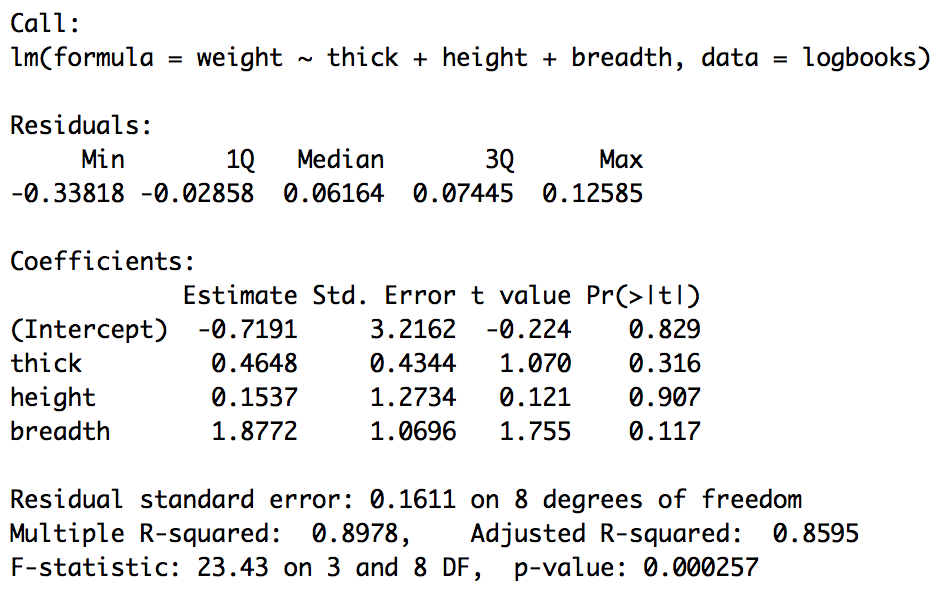 Call:
lm(formula = weight ~ thick + height + breadth, data = logbooks)
Residuals:
Min 1Q Median 3Q Max
-0.33818 -0.02858 0.06164 0.07445 0.12585
Coefficients:
Estimate Std. Error t value Pr(>|t|)
(Intercept) -0.7191 3.2162 -0.224 0.829
thick 0.4648 0.4344 1.070 0.316
height 0.1537 1.2734 0.121 0.907
breadth 1.8772 1.0696 1.755 0.117
Residual standard error: 0.1611 on 8 degrees of freedom
Multiple R-squared: 0.8978, Adjusted R-squared: 0.8595
F-statistic: 23.43 on 3 and 8 DF, p-value: 0.000257